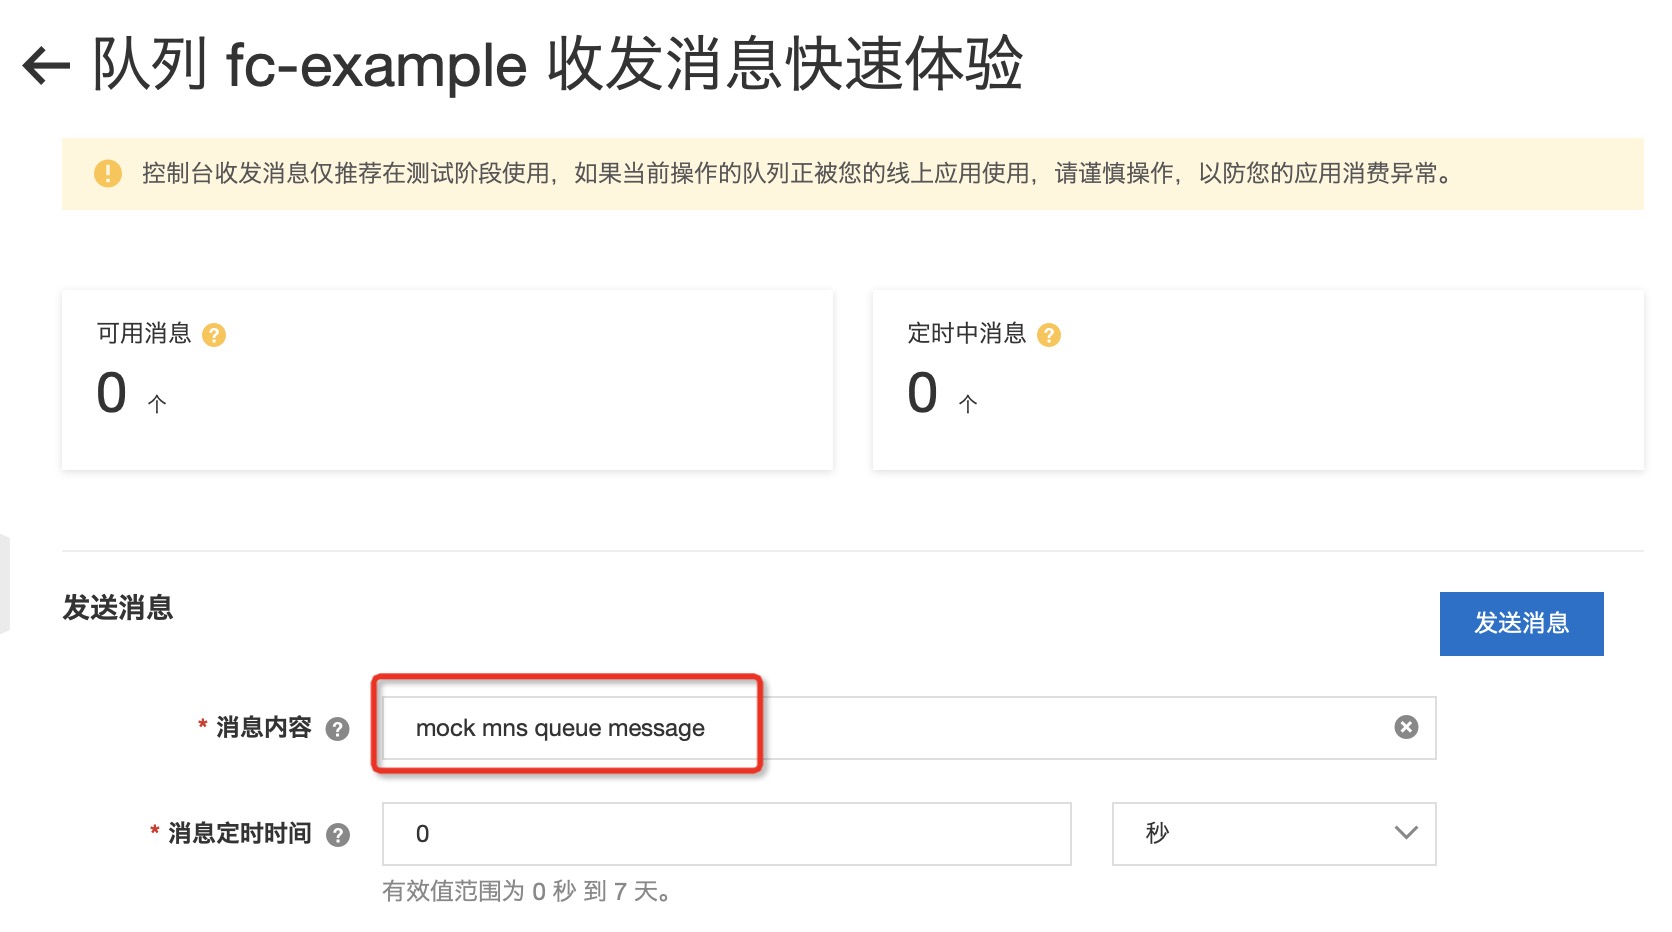 队列 fc-example 收发消息快速体验
控制台收发消息仅推荐在测试阶段使用，如果当前操作的队列正被您的线上应用使用，请谨慎操作，以防您的应用消费异常。
可用消息
0 个
定时中消息
0 个
发送消息
发送消息
* 消息内容
mock mns queue message
* 消息定时时间
0
秒
有效值范围为 0 秒 到 7 天。